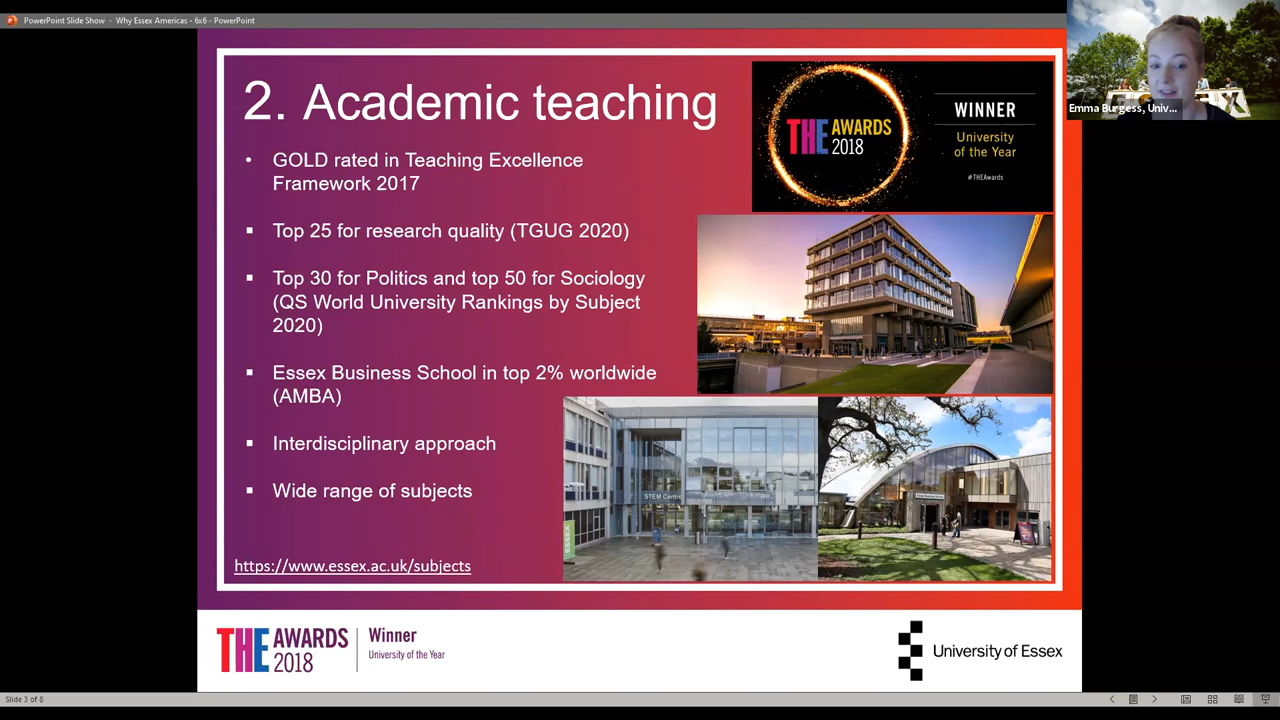 PowerPoint Slide Show - Why Essex Americas - 6x6 - PowerPoint
Emma Burgess, Univ...
2. Academic teaching
• GOLD rated in Teaching Excellence
Framework 2017
▪ Top 25 for research quality (TGUG 2020)
▪ Top 30 for Politics and top 50 for Sociology
(QS World University Rankings by Subject
2020)
▪ Essex Business School in top 2% worldwide
(AMBA)
▪ Interdisciplinary approach
▪ Wide range of subjects
https://www.essex.ac.uk/subjects
THE AWARDS
2018
WINNER
University
of the Year
#THEAwards
STEM Centre
THE AWARDS
2018
Winner
University of the Year
University of Essex
Slide 3 of 8